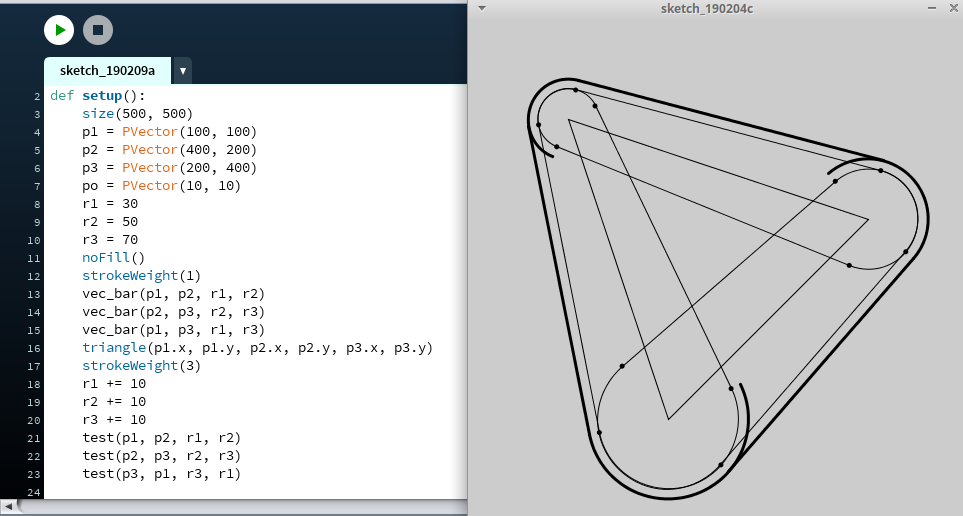 sketch_190204c
sketch_190209a
2 def setup():
3     size(500, 500)
4     p1 = PVector(100, 100)
5     p2 = PVector(400, 200)
6     p3 = PVector(200, 400)
7     po = PVector(10, 10)
8     r1 = 30
9     r2 = 50
10     r3 = 70
11     noFill()
12     strokeWeight(1)
13     vec_bar(p1, p2, r1, r2)
14     vec_bar(p2, p3, r2, r3)
15     vec_bar(p1, p3, r1, r3)
16     triangle(p1.x, p1.y, p2.x, p2.y, p3.x, p3.y)
17     strokeWeight(3)
18     r1 += 10
19     r2 += 10
20     r3 += 10
21     test(p1, p2, r1, r2)
22     test(p2, p3, r2, r3)
23     test(p3, p1, r3, r1)
24